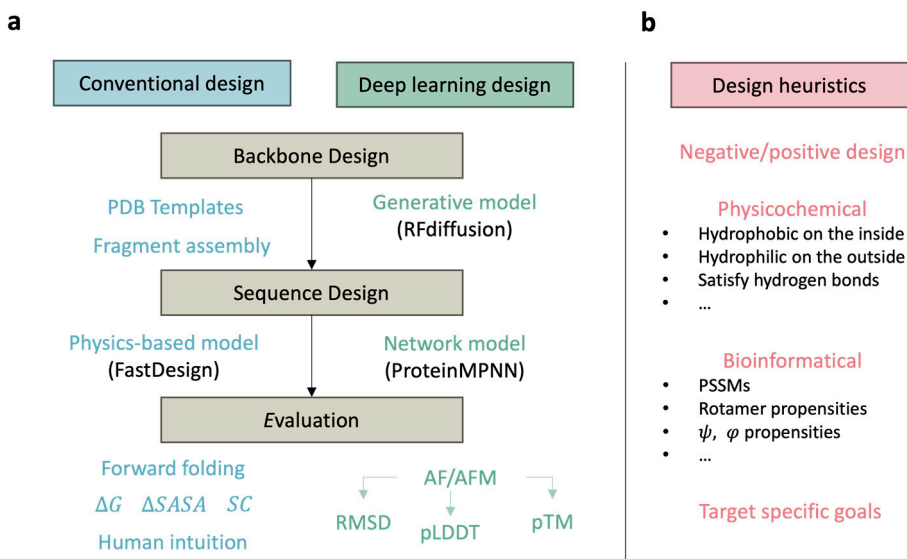 a
b
Conventional design
Deep learning design
Design heuristics
Backbone Design
PDB Templates
Fragment assembly
Generative model
(RFdiffusion)
Sequence Design
Physics-based model
(FastDesign)
Network model
(ProteinMPNN)
Evaluation
Forward folding
ΔG ΔSASA SC
Human intuition
AF/AFM
RMSD
pLDDT
pTM
Negative/positive design
Physicochemical
• Hydrophobic on the inside
• Hydrophilic on the outside
• Satisfy hydrogen bonds
• ...
Bioinformatical
• PSSMs
• Rotamer propensities
• ψ, φ propensities
• ...
Target specific goals